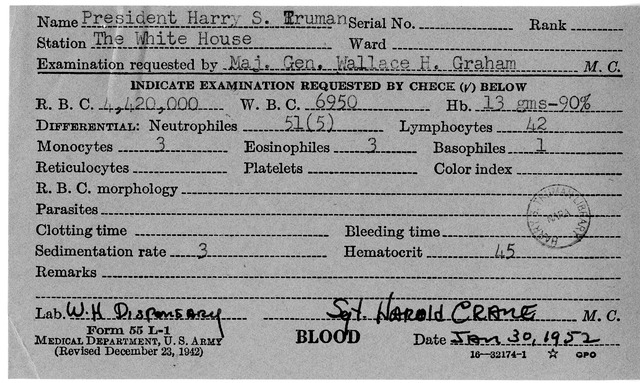 Name President Harry S. Truman Serial No. Rank
Station The White House Ward
Examination requested by Maj. Gen. Wallace H. Graham M. C.
INDICATE EXAMINATION REQUESTED BY CHECK (√) BELOW
R. B. C. 4,420,000 W. B. C. 6950 Hb. 13 gms-90%
DIFFERENTIAL: Neutrophiles 51(5) Lymphocytes 42
Monocytes 3 Eosinophiles 3 Basophiles 1
Reticulocytes Platelets Color index
R. B. C. morphology
Parasites
HARRY S. TRUMAN LIBRARY
NARA
Clotting time Bleeding time
Sedimentation rate 3 Hematocrit 45
Remarks
Lab. W.H Dispensary Sgt. Harold Crane M. C.
Form 55 L-1
MEDICAL DEPARTMENT, U. S. ARMY
(Revised December 23, 1942)
BLOOD
Date Jan 30, 1952
16—32174-1 ☆ GPO